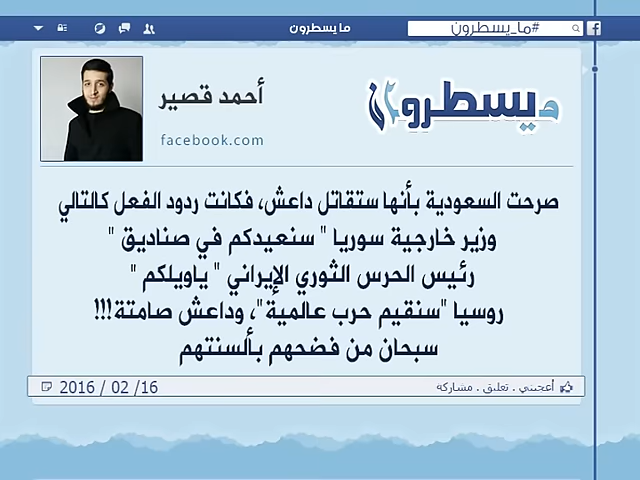 ما يسطرون
#ما_يسطرون
أحمد قصير
facebook.com
ما يسطرون
صرحت السعودية بأنها ستقاتل داعش، فكانت ردود الفعل كالتالي
وزير خارجية سوريا " سنعيدكم في صناديق "
رئيس الحرس الثوري الإيراني " ياويلكم "
روسيا "سنقيم حرب عالمية"، وداعش صامتة!!!
سبحان من فضحهم بألسنتهم
أعجبني . تعليق . مشاركه
2016 / 02 /16